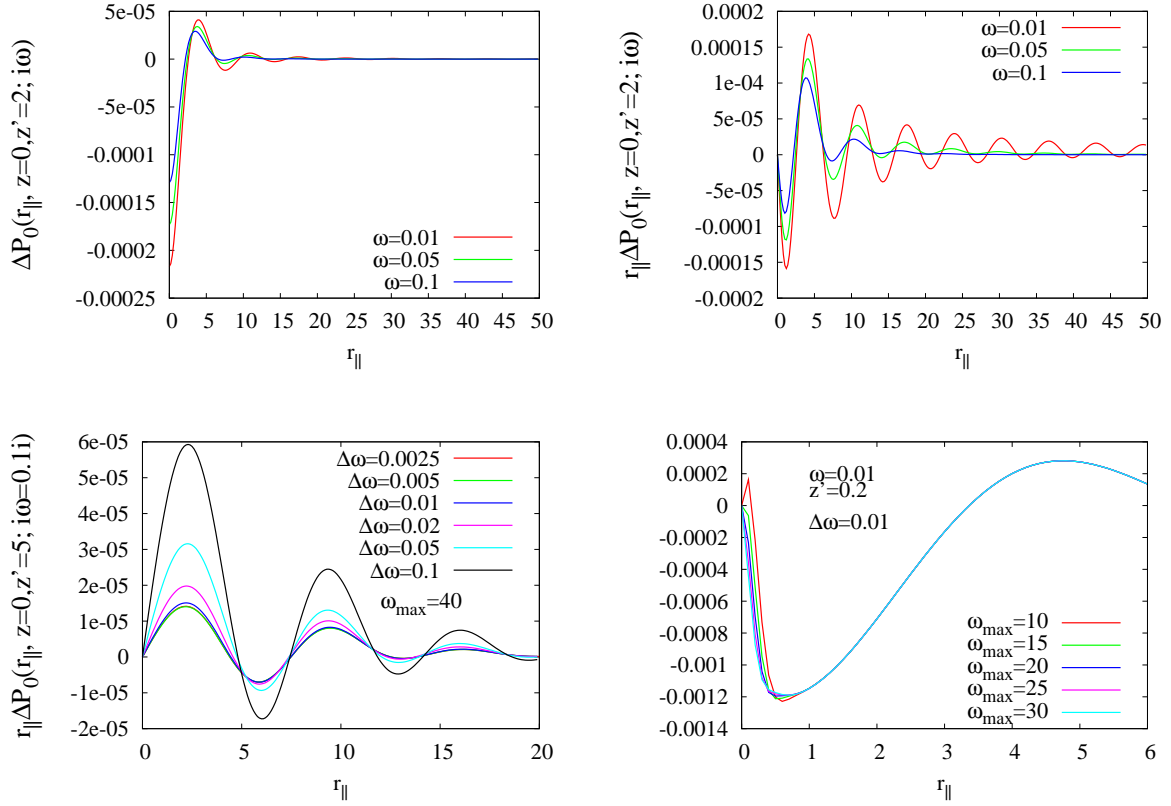 ΔP0(r||, z=0,z'=2; iω)
5e-05
0
-5e-05
-0.0001
-0.00015
-0.0002
-0.00025
ω=0.01
ω=0.05
ω=0.1
0 5 10 15 20 25 30 35 40 45 50
r||
r||ΔP0(r||, z=0,z'=2; iω)
0.0002
0.00015
1e-04
5e-05
0
-5e-05
-0.0001
-0.00015
-0.0002
ω=0.01
ω=0.05
ω=0.1
0 5 10 15 20 25 30 35 40 45 50
r||
r||ΔP0(r||, z=0,z'=5; iω=0.1i)
6e-05
5e-05
4e-05
3e-05
2e-05
1e-05
0
-1e-05
-2e-05
Δω=0.0025
Δω=0.005
Δω=0.01
Δω=0.02
Δω=0.05
Δω=0.1
ωmax=40
0 5 10 15 20
r||
0.0004
0.0002
0
-0.0002
-0.0004
-0.0006
-0.0008
-0.001
-0.0012
-0.0014
ω=0.01
z'=0.2
Δω=0.01
ωmax=10
ωmax=15
ωmax=20
ωmax=25
ωmax=30
0 1 2 3 4 5 6
r||